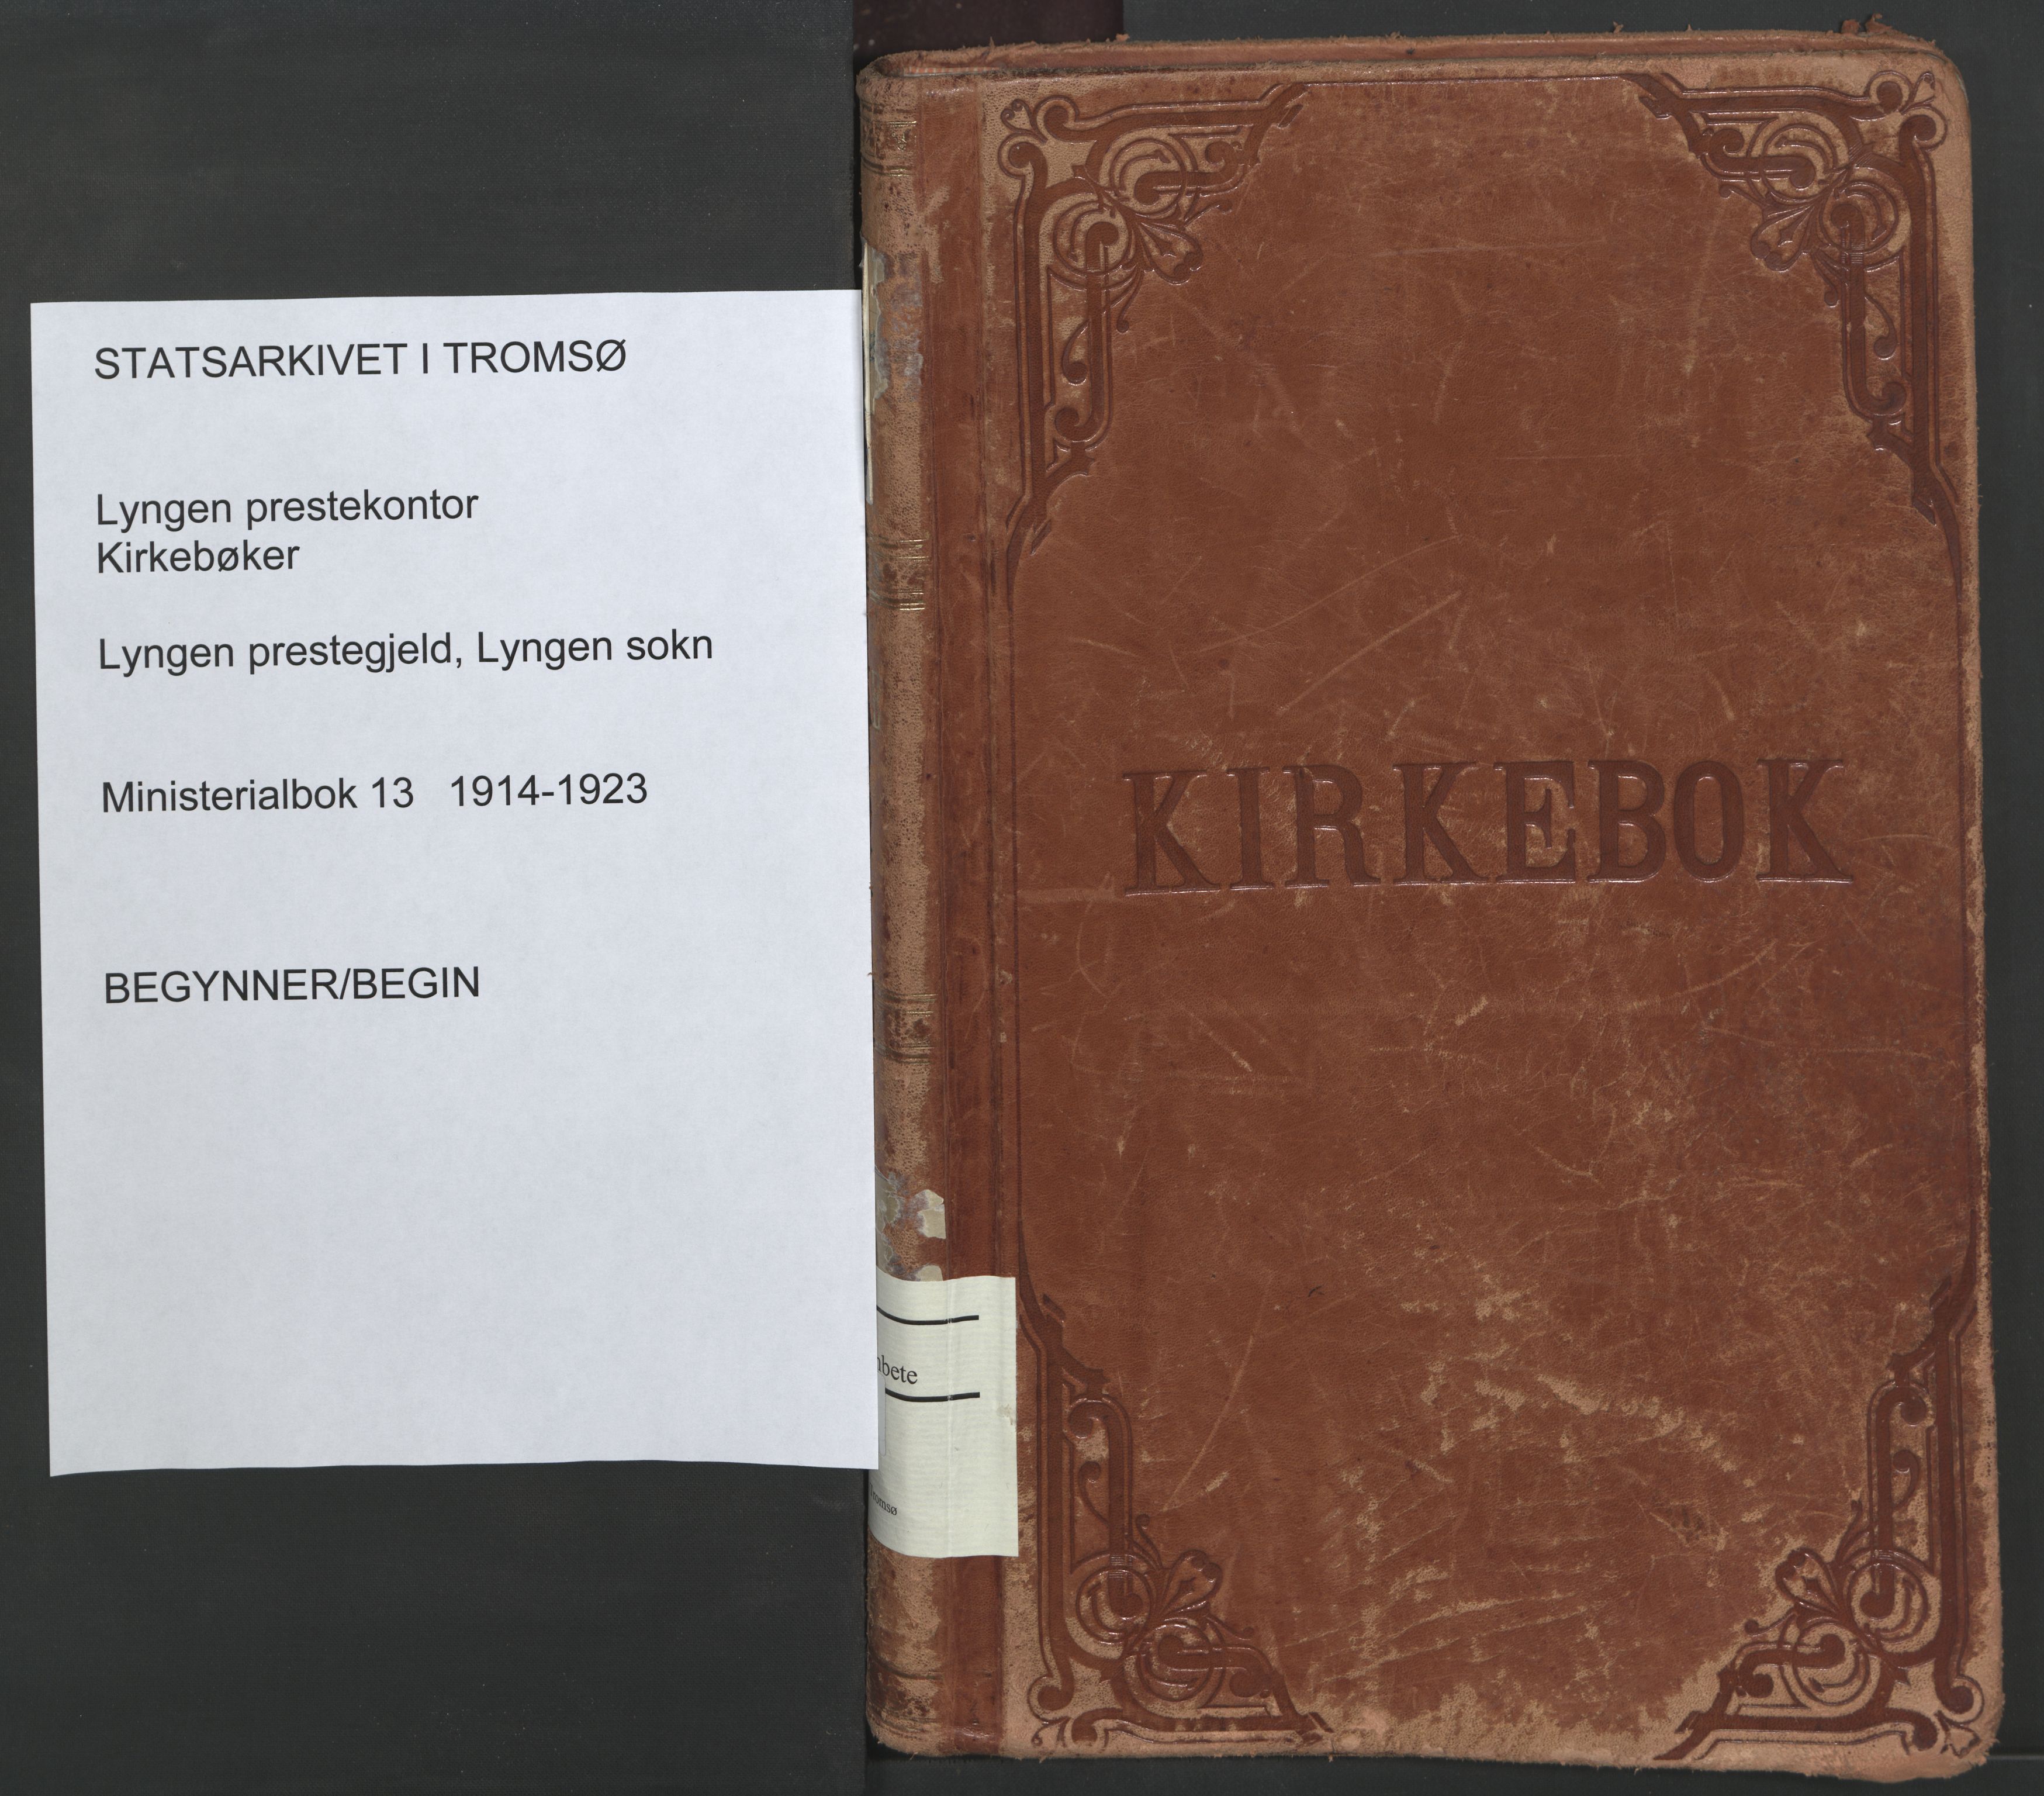 STATSARKIVET I TROMSØ
Lyngen prestekontor
Kirkebøker
Lyngen prestegjeld, Lyngen sokn
Ministerialbok 13 1914-1923
BEGYNNER/BEGIN
KIRKEBOK